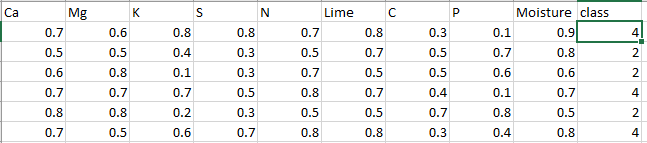 Ca Mg K S N Lime C P Moisture class
0.7 0.6 0.8 0.8 0.7 0.8 0.3 0.1 0.9 4
0.5 0.5 0.4 0.3 0.5 0.7 0.5 0.7 0.8 2
0.6 0.8 0.1 0.3 0.7 0.5 0.5 0.6 0.6 2
0.7 0.7 0.7 0.5 0.8 0.7 0.4 0.1 0.7 4
0.8 0.8 0.2 0.3 0.5 0.5 0.7 0.8 0.5 2
0.7 0.5 0.6 0.7 0.8 0.8 0.3 0.4 0.8 4